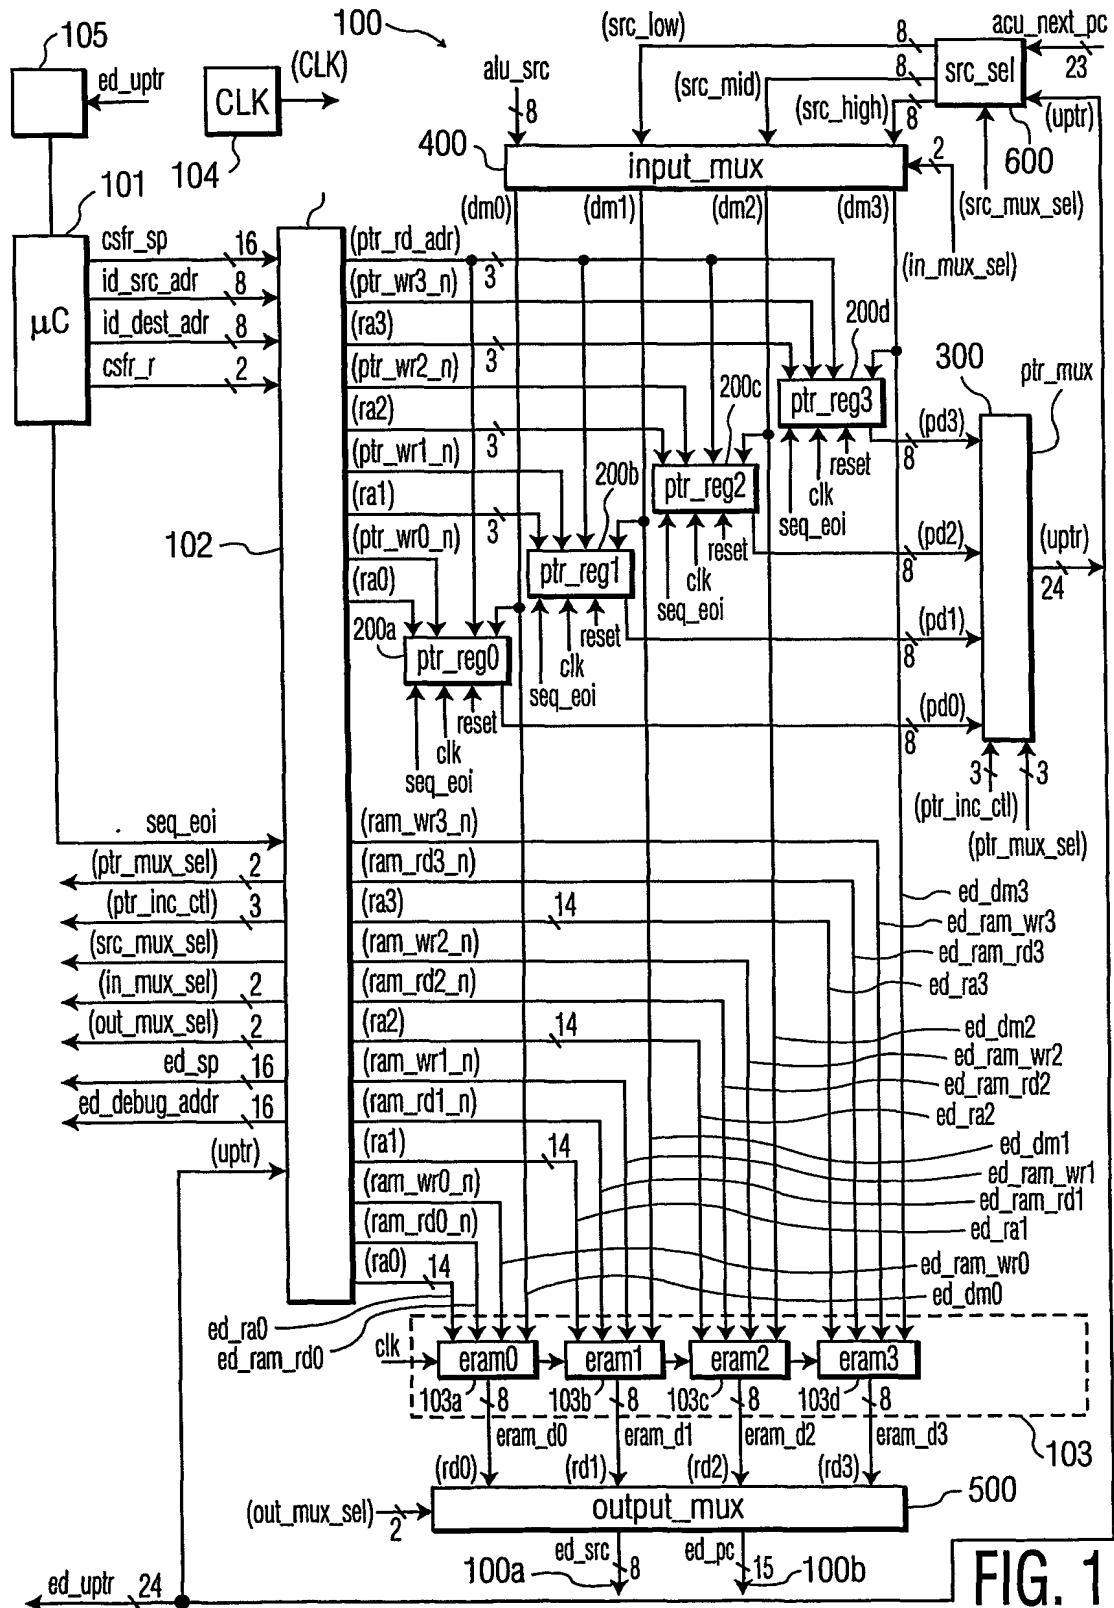 105
ed_uptr
100
(CLK)
CLK
104
(src_low)
8
acu_next_pc
23
src_sel
8
(src_mid)
alu_src
8
(src_high)
8
(uptr)
600
400
input_mux
2
(src_mux_sel)
(in_mux_sel)
101
μC
csfr_sp
16
id_src_adr
8
id_dest_adr
8
csfr_r
2
102
(dm0)
(dm1)
(dm2)
(dm3)
(ptr_rd_adr)
3
(ptr_wr3_n)
(ra3)
3
(ptr_wr2_n)
(ra2)
3
(ptr_wr1_n)
(ra1)
3
(ptr_wr0_n)
(ra0)
200d
ptr_reg3
seq_eoi
clk
reset
200c
ptr_reg2
seq_eoi
clk
reset
200b
ptr_reg1
seq_eoi
clk
reset
200a
ptr_reg0
seq_eoi
clk
reset
300
ptr_mux
(pd3)
8
(pd2)
8
(pd1)
8
(pd0)
8
(uptr)
24
3
3
(ptr_inc_ctl)
(ptr_mux_sel)
seq_eoi
(ptr_mux_sel)
2
(ptr_inc_ctl)
3
(src_mux_sel)
(in_mux_sel)
2
(out_mux_sel)
2
ed_sp
16
ed_debug_addr
16
(uptr)
(ram_wr3_n)
(ram_rd3_n)
(ra3)
14
(ram_wr2_n)
(ram_rd2_n)
(ra2)
14
(ram_wr1_n)
(ram_rd1_n)
(ra1)
14
(ram_wr0_n)
(ram_rd0_n)
(ra0)
14
ed_dm3
ed_ram_wr3
ed_ram_rd3
ed_ra3
ed_dm2
ed_ram_wr2
ed_ram_rd2
ed_ra2
ed_dm1
ed_ram_wr1
ed_ram_rd1
ed_ra1
ed_ram_wr0
ed_dm0
ed_ra0
ed_ram_rd0
clk
eram0
eram1
eram2
eram3
103a
8
103b
8
103c
8
103d
8
103
eram_d0
eram_d1
eram_d2
eram_d3
(rd0)
(rd1)
(rd2)
(rd3)
(out_mux_sel)
2
output_mux
500
ed_src
8
100a
ed_pc
15
100b
ed_uptr
24
FIG. 1